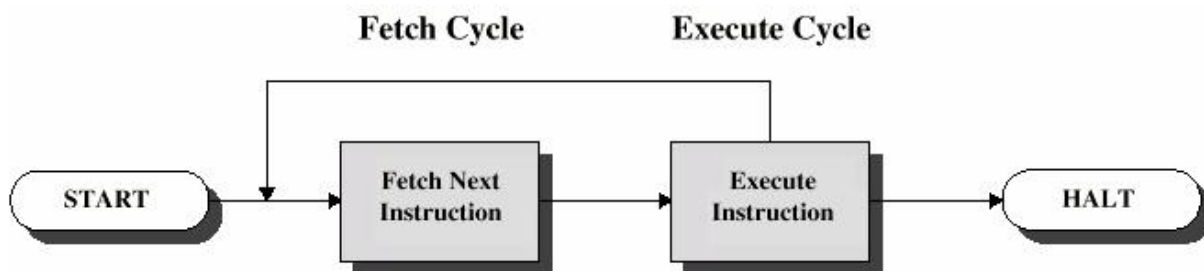 Fetch Cycle
Execute Cycle
START
Fetch Next
Instruction
Execute
Instruction
HALT